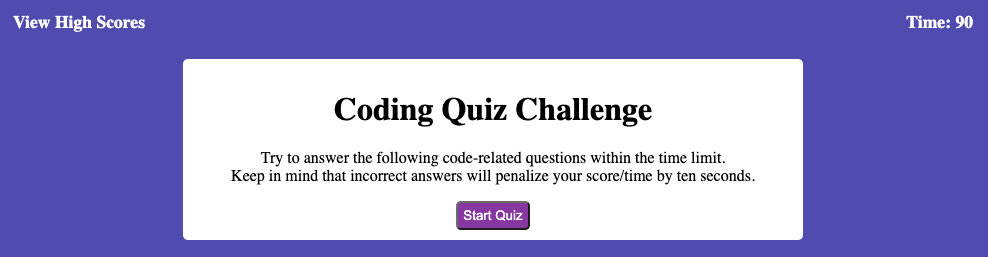 View High Scores
Time: 90
Coding Quiz Challenge
Try to answer the following code-related questions within the time limit.
Keep in mind that incorrect answers will penalize your score/time by ten seconds.
Start Quiz